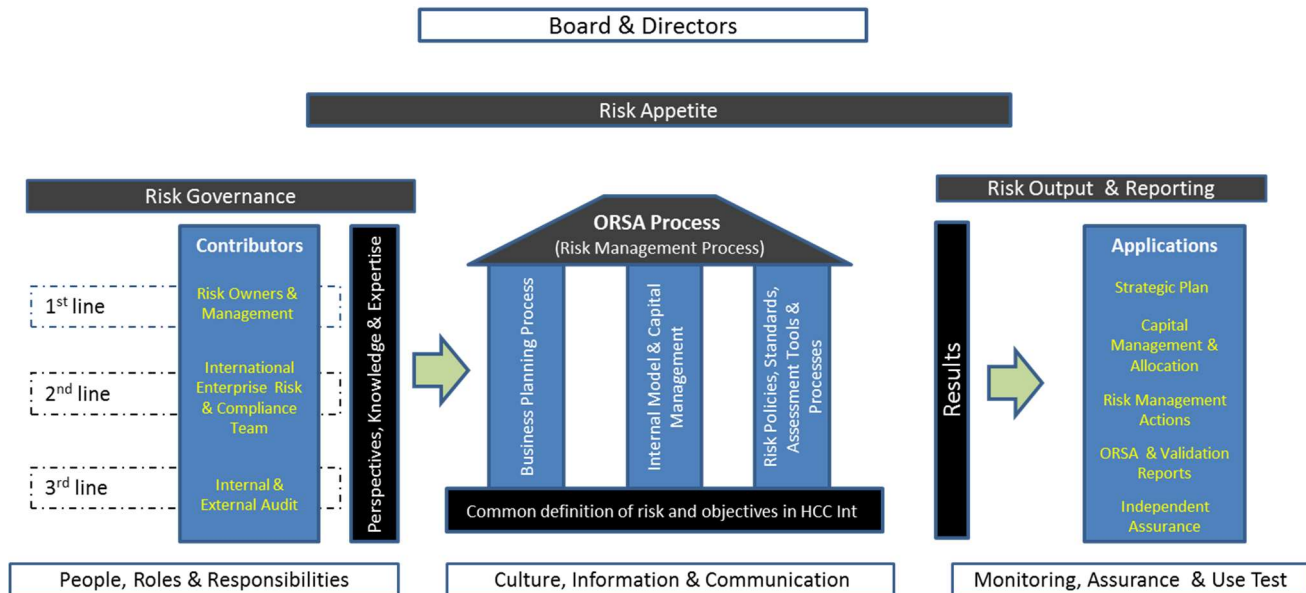 Board & Directors
Risk Appetite
Risk Governance
Contributors
1st line
Risk Owners &
Management
2nd line
International
Enterprise Risk
& Compliance
Team
3rd line
Internal &
External Audit
Perspectives, Knowledge & Expertise
People, Roles & Responsibilities
ORSA Process
(Risk Management Process)
Business Planning Process
Internal Model & Capital
Management
Risk Policies, Standards,
Assessment Tools &
Processes
Common definition of risk and objectives in HCC Int
Culture, Information & Communication
Risk Output & Reporting
Results
Applications
Strategic Plan
Capital
Management &
Allocation
Risk Management
Actions
ORSA & Validation
Reports
Independent
Assurance
Monitoring, Assurance & Use Test